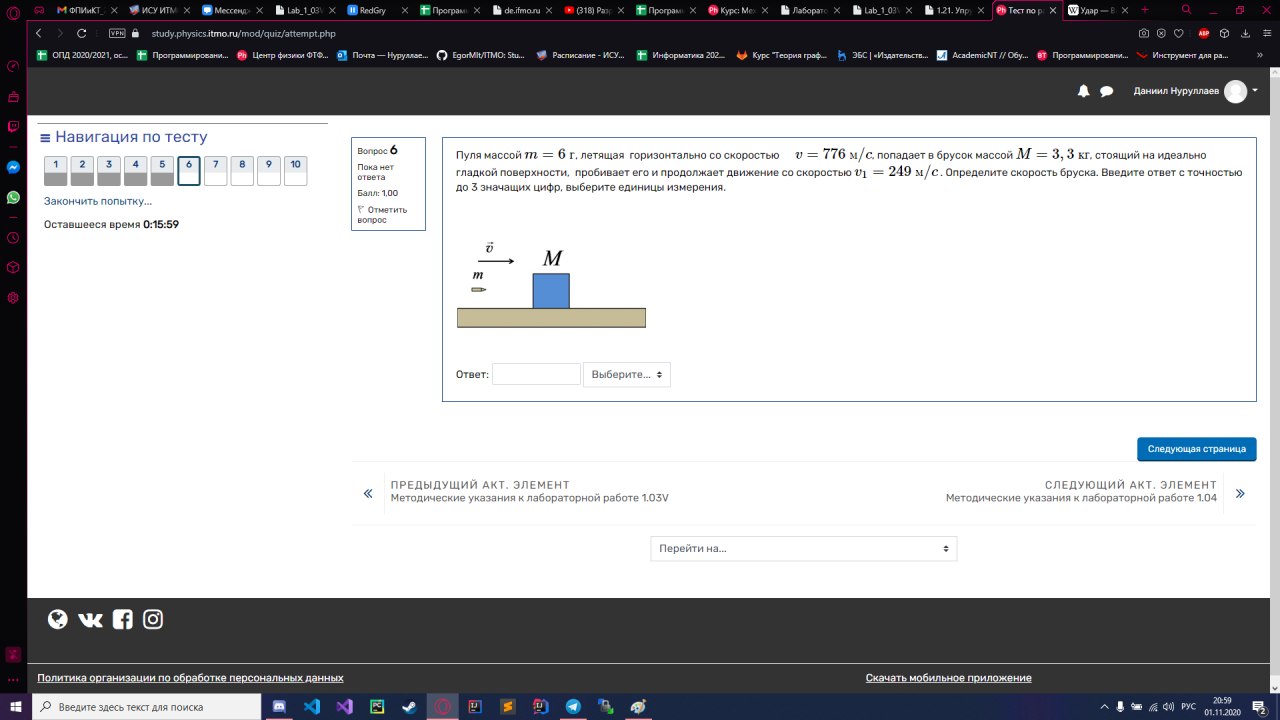 ФПиКТ_
ИСУ ИТМ
Мессендж
Lab_1_03V
RedGry
Програмн
de.ifmo.ru
(318) Разр
Програмн
Курс: Мех
Лаборато
Lab_1_03
1.21. Упр
Тест по р
Удар — В
study.physics.itmo.ru/mod/quiz/attempt.php
VPN
ABP
ОПД 2020/2021, ос...
Программировани...
Центр физики ФТФ...
Почта — Нуруллае...
EgorMIt/ITMO: Stu...
Расписание - ИСУ...
Информатика 202...
Курс "Теория граф...
ЭБС | «Издательств...
AcademicNT // Обу...
Программировани...
Инструмент для ра...
Даниил Нуруллаев
Навигация по тесту
1 2 3 4 5 6 7 8 9 10
Закончить попытку...
Оставшееся время 0:15:59
Вопрос 6
Пока нет
ответа
Балл: 1,00
Отметить
вопрос
Пуля массой m = 6 г, летящая горизонтально со скоростью v = 776 м/с, попадает в брусок массой M = 3, 3 кг, стоящий на идеально
гладкой поверхности, пробивает его и продолжает движение со скоростью v₁ = 249 м/с . Определите скорость бруска. Введите ответ с точностью
до 3 значащих цифр, выберите единицы измерения.
v⃗
M
m
Ответ:
Выберите...
Следующая страница
ПРЕДЫДУЩИЙ АКТ. ЭЛЕМЕНТ
Методические указания к лабораторной работе 1.03V
СЛЕДУЮЩИЙ АКТ. ЭЛЕМЕНТ
Методические указания к лабораторной работе 1.04
Перейти на...
Политика организации по обработке персональных данных
Скачать мобильное приложение
Введите здесь текст для поиска
РУС
20:59
01.11.2020
2